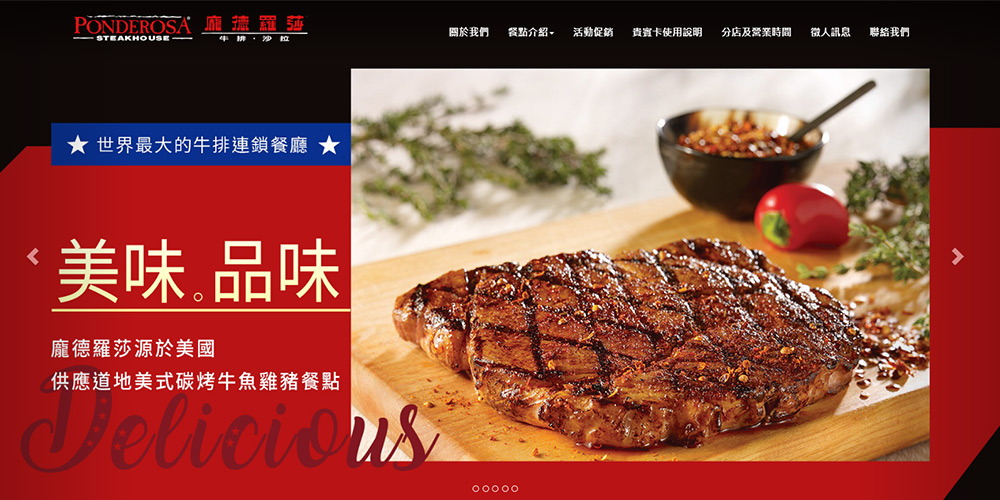 PONDEROSA
STEAKHOUSE
龐德羅莎
牛排·沙拉
關於我們 餐點介紹 活動促銷 貴賓卡使用說明 分店及營業時間 徵人訊息 聯絡我們
★ 世界最大的牛排連鎖餐廳 ★
美味。品味
龐德羅莎源於美國
供應道地美式碳烤牛魚雞豬餐點
Delicious